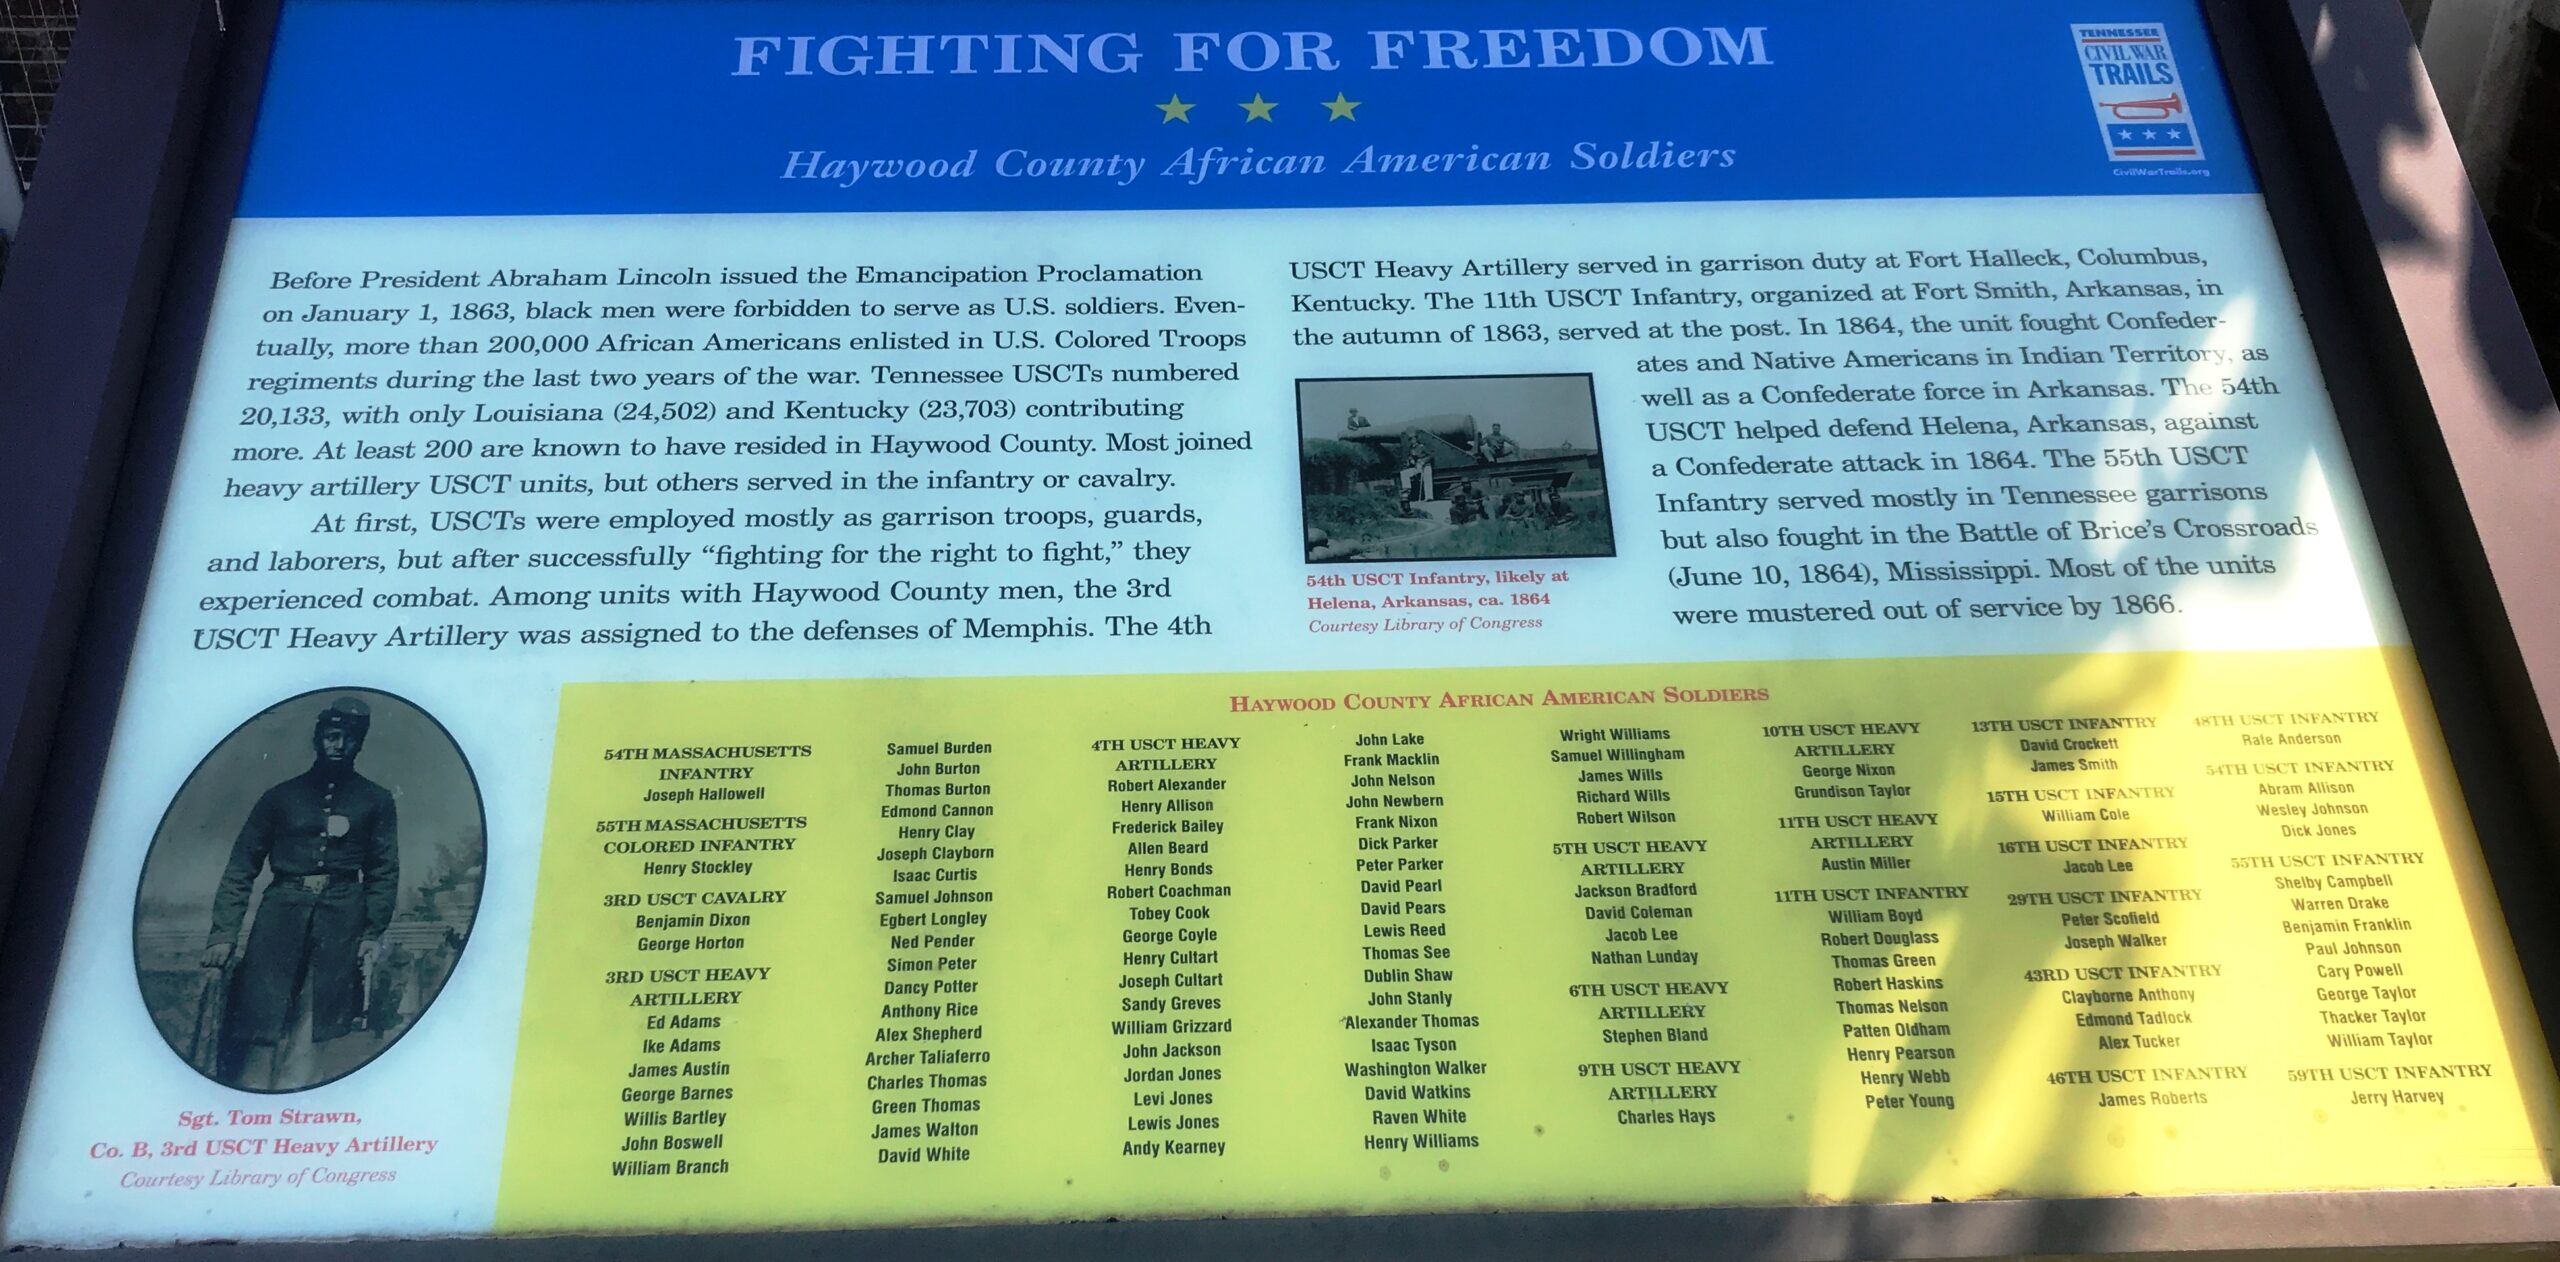 FIGHTING FOR FREEDOM
Haywood County African American Soldiers
TENNESSEE
CIVIL WAR
TRAILS
CivilWarTrails.org
Before President Abraham Lincoln issued the Emancipation Proclamation
on January 1, 1863, black men were forbidden to serve as U.S. soldiers. Even-
tually, more than 200,000 African Americans enlisted in U.S. Colored Troops
regiments during the last two years of the war. Tennessee USCTs numbered
20,133, with only Louisiana (24,502) and Kentucky (23,703) contributing
more. At least 200 are known to have resided in Haywood County. Most joined
heavy artillery USCT units, but others served in the infantry or cavalry.
At first, USCTs were employed mostly as garrison troops, guards,
and laborers, but after successfully “fighting for the right to fight,” they
experienced combat. Among units with Haywood County men, the 3rd
USCT Heavy Artillery was assigned to the defenses of Memphis. The 4th
USCT Heavy Artillery served in garrison duty at Fort Halleck, Columbus,
Kentucky. The 11th USCT Infantry, organized at Fort Smith, Arkansas, in
the autumn of 1863, served at the post. In 1864, the unit fought Confeder-
ates and Native Americans in Indian Territory, as
well as a Confederate force in Arkansas. The 54th
USCT helped defend Helena, Arkansas, against
a Confederate attack in 1864. The 55th USCT
Infantry served mostly in Tennessee garrisons
but also fought in the Battle of Brice’s Crossroads
(June 10, 1864), Mississippi. Most of the units
were mustered out of service by 1866.
54th USCT Infantry, likely at
Helena, Arkansas, ca. 1864
Courtesy Library of Congress
Sgt. Tom Strawn,
Co. B, 3rd USCT Heavy Artillery
Courtesy Library of Congress
HAYWOOD COUNTY AFRICAN AMERICAN SOLDIERS
54TH MASSACHUSETTS
INFANTRY
Joseph Hallowell
55TH MASSACHUSETTS
COLORED INFANTRY
Henry Stockley
3RD USCT CAVALRY
Benjamin Dixon
George Horton
3RD USCT HEAVY
ARTILLERY
Ed Adams
Ike Adams
James Austin
George Barnes
Willis Bartley
John Boswell
William Branch
Samuel Burden
John Burton
Thomas Burton
Edmond Cannon
Henry Clay
Joseph Clayborn
Isaac Curtis
Samuel Johnson
Egbert Longley
Ned Pender
Simon Peter
Dancy Potter
Anthony Rice
Alex Shepherd
Archer Taliaferro
Charles Thomas
Green Thomas
James Walton
David White
4TH USCT HEAVY
ARTILLERY
Robert Alexander
Henry Allison
Frederick Bailey
Allen Beard
Henry Bonds
Robert Coachman
Tobey Cook
George Coyle
Henry Cultart
Joseph Cultart
Sandy Greves
William Grizzard
John Jackson
Jordan Jones
Levi Jones
Lewis Jones
Andy Kearney
John Lake
Frank Macklin
John Nelson
John Newbern
Frank Nixon
Dick Parker
Peter Parker
David Pearl
David Pears
Lewis Reed
Thomas See
Dublin Shaw
John Stanly
Alexander Thomas
Isaac Tyson
Washington Walker
David Watkins
Raven White
Henry Williams
Wright Williams
Samuel Willingham
James Wills
Richard Wills
Robert Wilson
5TH USCT HEAVY
ARTILLERY
Jackson Bradford
David Coleman
Jacob Lee
Nathan Lunday
6TH USCT HEAVY
ARTILLERY
Stephen Bland
9TH USCT HEAVY
ARTILLERY
Charles Hays
10TH USCT HEAVY
ARTILLERY
George Nixon
Grundison Taylor
11TH USCT HEAVY
ARTILLERY
Austin Miller
11TH USCT INFANTRY
William Boyd
Robert Douglass
Thomas Green
Robert Haskins
Thomas Nelson
Patten Oldham
Henry Pearson
Henry Webb
Peter Young
13TH USCT INFANTRY
David Crockett
James Smith
15TH USCT INFANTRY
William Cole
16TH USCT INFANTRY
Jacob Lee
29TH USCT INFANTRY
Peter Scofield
Joseph Walker
43RD USCT INFANTRY
Clayborne Anthony
Edmond Tadlock
Alex Tucker
46TH USCT INFANTRY
James Roberts
48TH USCT INFANTRY
Rate Anderson
54TH USCT INFANTRY
Abram Allison
Wesley Johnson
Dick Jones
55TH USCT INFANTRY
Shelby Campbell
Warren Drake
Benjamin Franklin
Paul Johnson
Cary Powell
George Taylor
Thacker Taylor
William Taylor
59TH USCT INFANTRY
Jerry Harvey